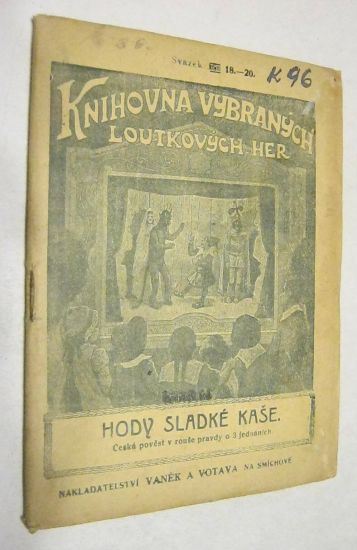 Svazek 18.—20.
K 96
KNIHOVNA VYBRANÝCH
LOUTKOVÝCH HER
HODY SLADKÉ KAŠE.
Česká pověst v rouše pravdy o 3 jednáních.
NAKLADATELSTVÍ VANĚK A VOTAVA NA SMÍCHOVĚ